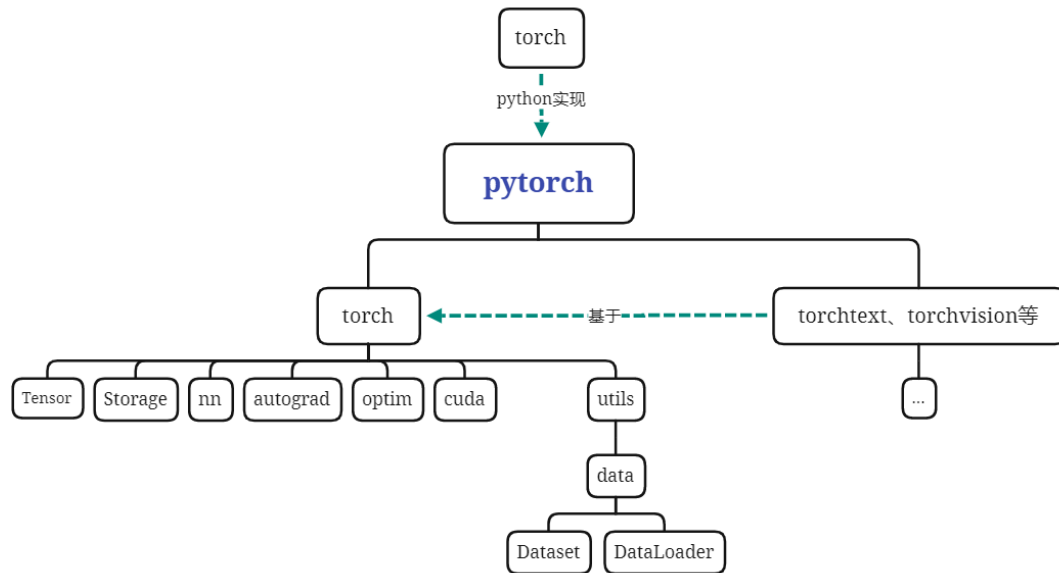 torch
python实现
pytorch
torch
基于
torchtext、torchvision等
Tensor
Storage
nn
autograd
optim
cuda
utils
...
data
Dataset
DataLoader